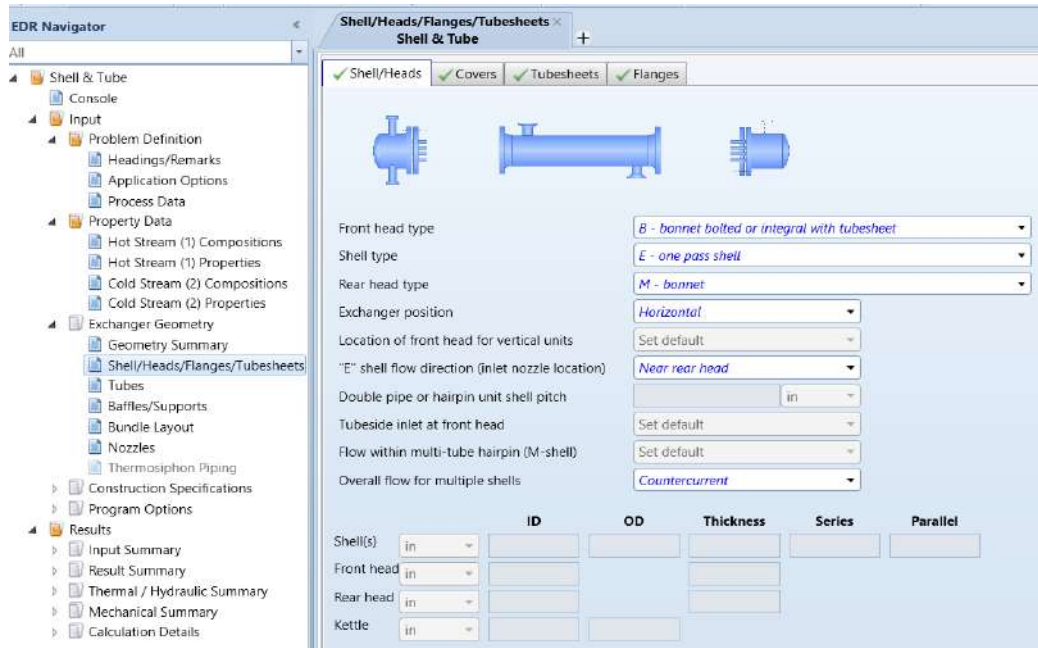 EDR Navigator
All
Shell & Tube
Console
Input
Problem Definition
Headings/Remarks
Application Options
Process Data
Property Data
Hot Stream (1) Compositions
Hot Stream (1) Properties
Cold Stream (2) Compositions
Cold Stream (2) Properties
Exchanger Geometry
Geometry Summary
Shell/Heads/Flanges/Tubesheets
Tubes
Baffles/Supports
Bundle Layout
Nozzles
Thermosiphon Piping
Construction Specifications
Program Options
Results
Input Summary
Result Summary
Thermal / Hydraulic Summary
Mechanical Summary
Calculation Details
Shell/Heads/Flanges/Tubesheets
Shell & Tube
Shell/Heads Covers Tubesheets Flanges
Front head type B - bonnet bolted or integral with tubesheet
Shell type E - one pass shell
Rear head type M - bonnet
Exchanger position Horizontal
Location of front head for vertical units Set default
"E" shell flow direction (inlet nozzle location) Near rear head
Double pipe or hairpin unit shell pitch in
Tubeside inlet at front head Set default
Flow within multi-tube hairpin (M-shell) Set default
Overall flow for multiple shells Countercurrent
ID OD Thickness Series Parallel
Shell(s) in
Front head in
Rear head in
Kettle in